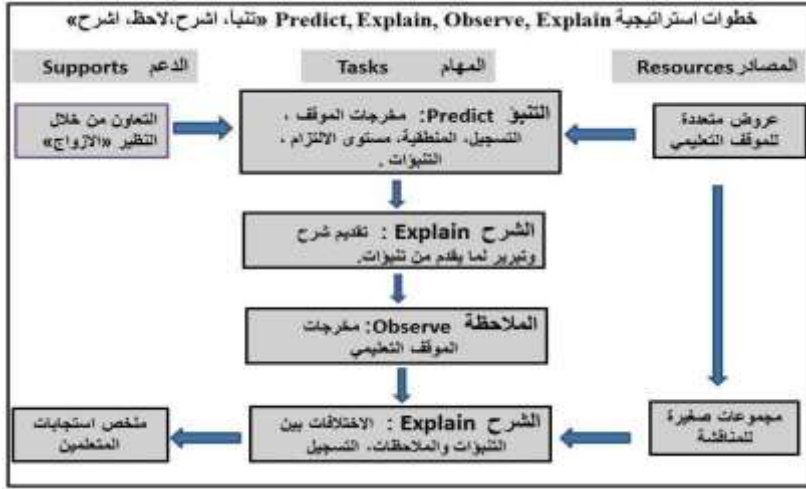 خطوات استراتيجية Predict, Explain, Observe, Explain «تتنبأ، اشرح،لاحظ، اشرح»
المصادر Resources
المهام Tasks
الدعم Supports
عروض متعددة
للموقف التعليمي
التنبؤ Predict: مخرجات الموقف ،
التسجيل، المنطقية، مستوى الالتزام ،
التنبؤات .
التعاون من خلال
النظير «الازواج»
الشرح Explain : تقديم شرح
وتبرير لما يقدم من تنبؤات.
الملاحظة Observe: مخرجات
الموقف التعليمي
مجموعات صغيرة
للمناقشة
الشرح Explain : الاختلافات بين
التنبؤات والملاحظات، التسجيل
ملخص استجابات
المتعلمين